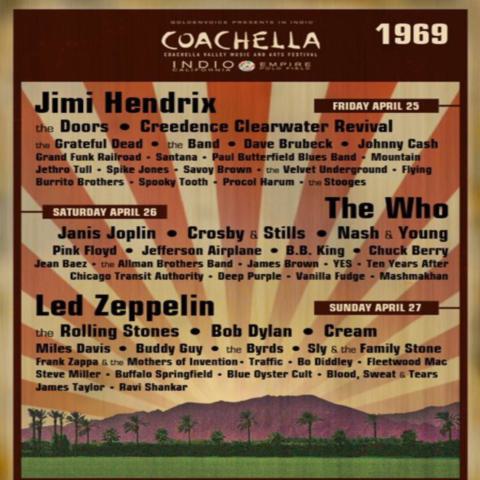 GOLDENVOICE PRESENTS IN INDIO
COACHELLA
COACHELLA VALLEY MUSIC AND ARTS FESTIVAL
INDIO CALIFORNIA EMPIRE POLO FIELD
1969
Jimi Hendrix
FRIDAY APRIL 25
the Doors • Creedence Clearwater Revival
the Grateful Dead • the Band • Dave Brubeck • Johnny Cash
Grand Funk Railroad - Santana - Paul Butterfield Blues Band - Mountain
Jethro Tull - Spike Jones - Savoy Brown - the Velvet Underground - Flying
Burrito Brothers - Spooky Tooth - Procol Harum - the Stooges
SATURDAY APRIL 26
The Who
Janis Joplin • Crosby & Stills • Nash & Young
Pink Floyd • Jefferson Airplane • B.B. King • Chuck Berry
Jean Baez - the Allman Brothers Band - James Brown - YES - Ten Years After
Chicago Transit Authority - Deep Purple - Vanilla Fudge - Mashmakhan
Led Zeppelin
SUNDAY APRIL 27
the Rolling Stones • Bob Dylan • Cream
Miles Davis • Buddy Guy • the Byrds • Sly & the Family Stone
Frank Zappa & the Mothers of Invention - Traffic - Bo Diddley - Fleetwood Mac
Steve Miller - Buffalo Springfield - Blue Oyster Cult - Blood, Sweat & Tears
James Taylor - Ravi Shankar